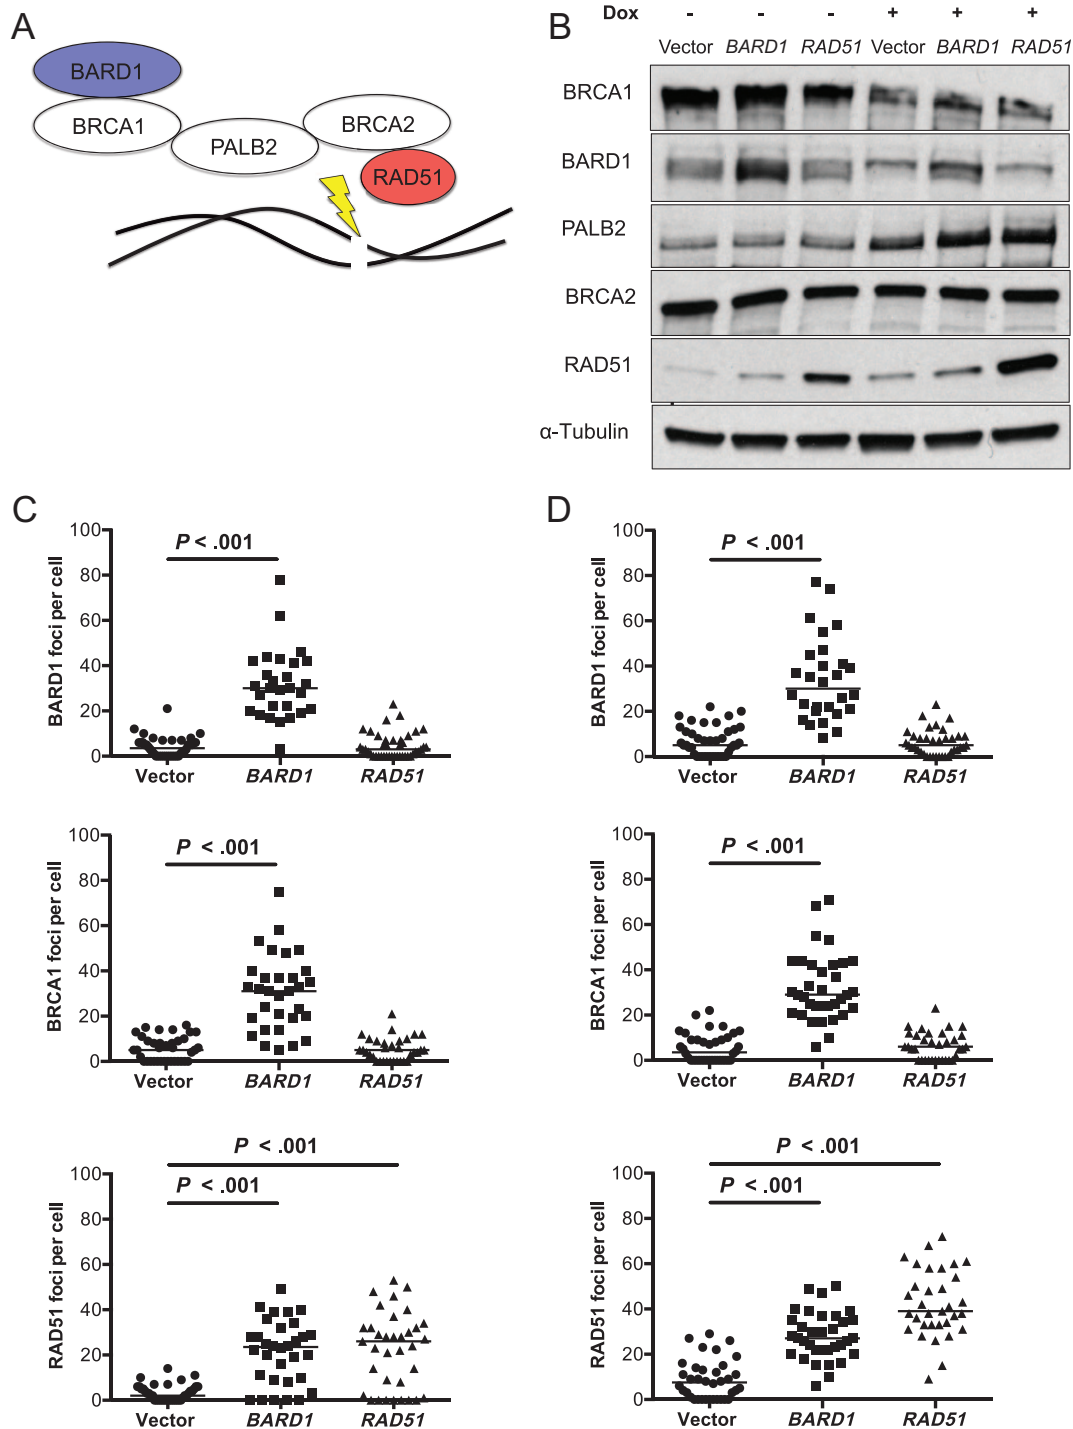 A
BARD1
BRCA1
PALB2
BRCA2
RAD51
B
Dox - - - + + +
Vector BARD1 RAD51 Vector BARD1 RAD51
BRCA1
BARD1
PALB2
BRCA2
RAD51
α-Tubulin
C
BARD1 foci per cell
100
80
60
40
20
0
P < .001
Vector BARD1 RAD51
BRCA1 foci per cell
100
80
60
40
20
0
P < .001
Vector BARD1 RAD51
RAD51 foci per cell
100
80
60
40
20
0
P < .001
P < .001
Vector BARD1 RAD51
D
BARD1 foci per cell
100
80
60
40
20
0
P < .001
Vector BARD1 RAD51
BRCA1 foci per cell
100
80
60
40
20
0
P < .001
Vector BARD1 RAD51
RAD51 foci per cell
100
80
60
40
20
0
P < .001
P < .001
Vector BARD1 RAD51